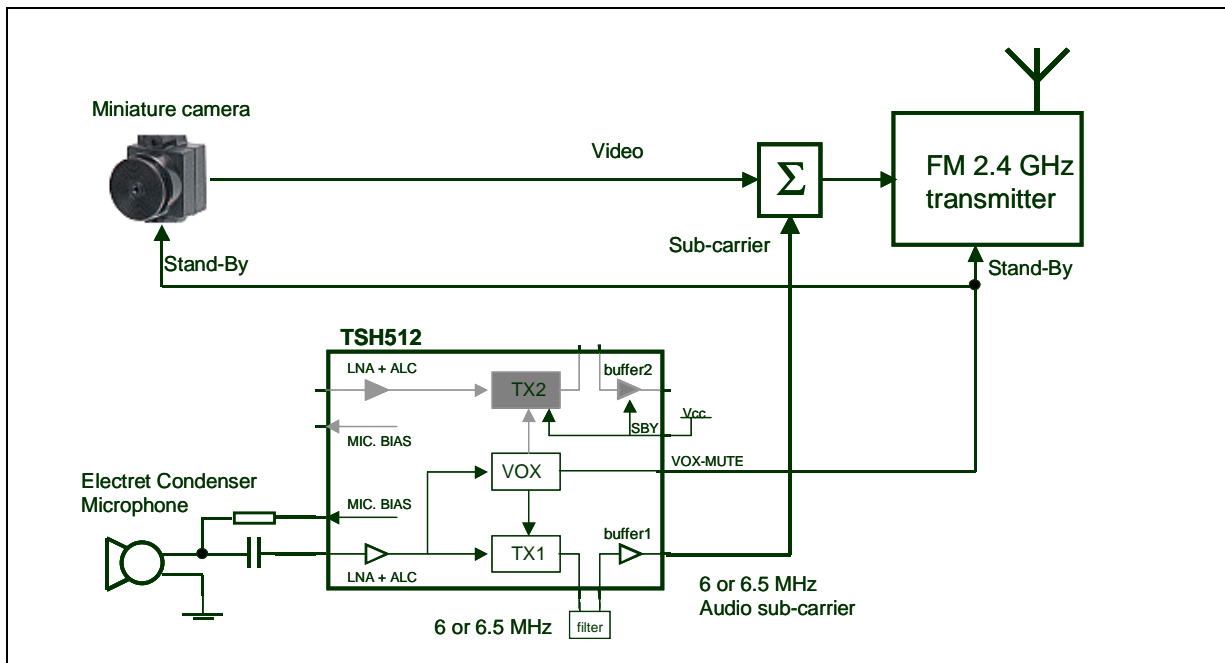 Miniature camera
Video
Σ
FM 2.4 GHz
transmitter
Sub-carrier
Stand-By
Stand-By
TSH512
LNA + ALC
TX2
buffer2
Vcc
SBY
MIC. BIAS
VOX
VOX-MUTE
Electret Condenser
Microphone
MIC. BIAS
buffer1
TX1
LNA + ALC
6 or 6.5 MHz
Audio sub-carrier
6 or 6.5 MHz
filter